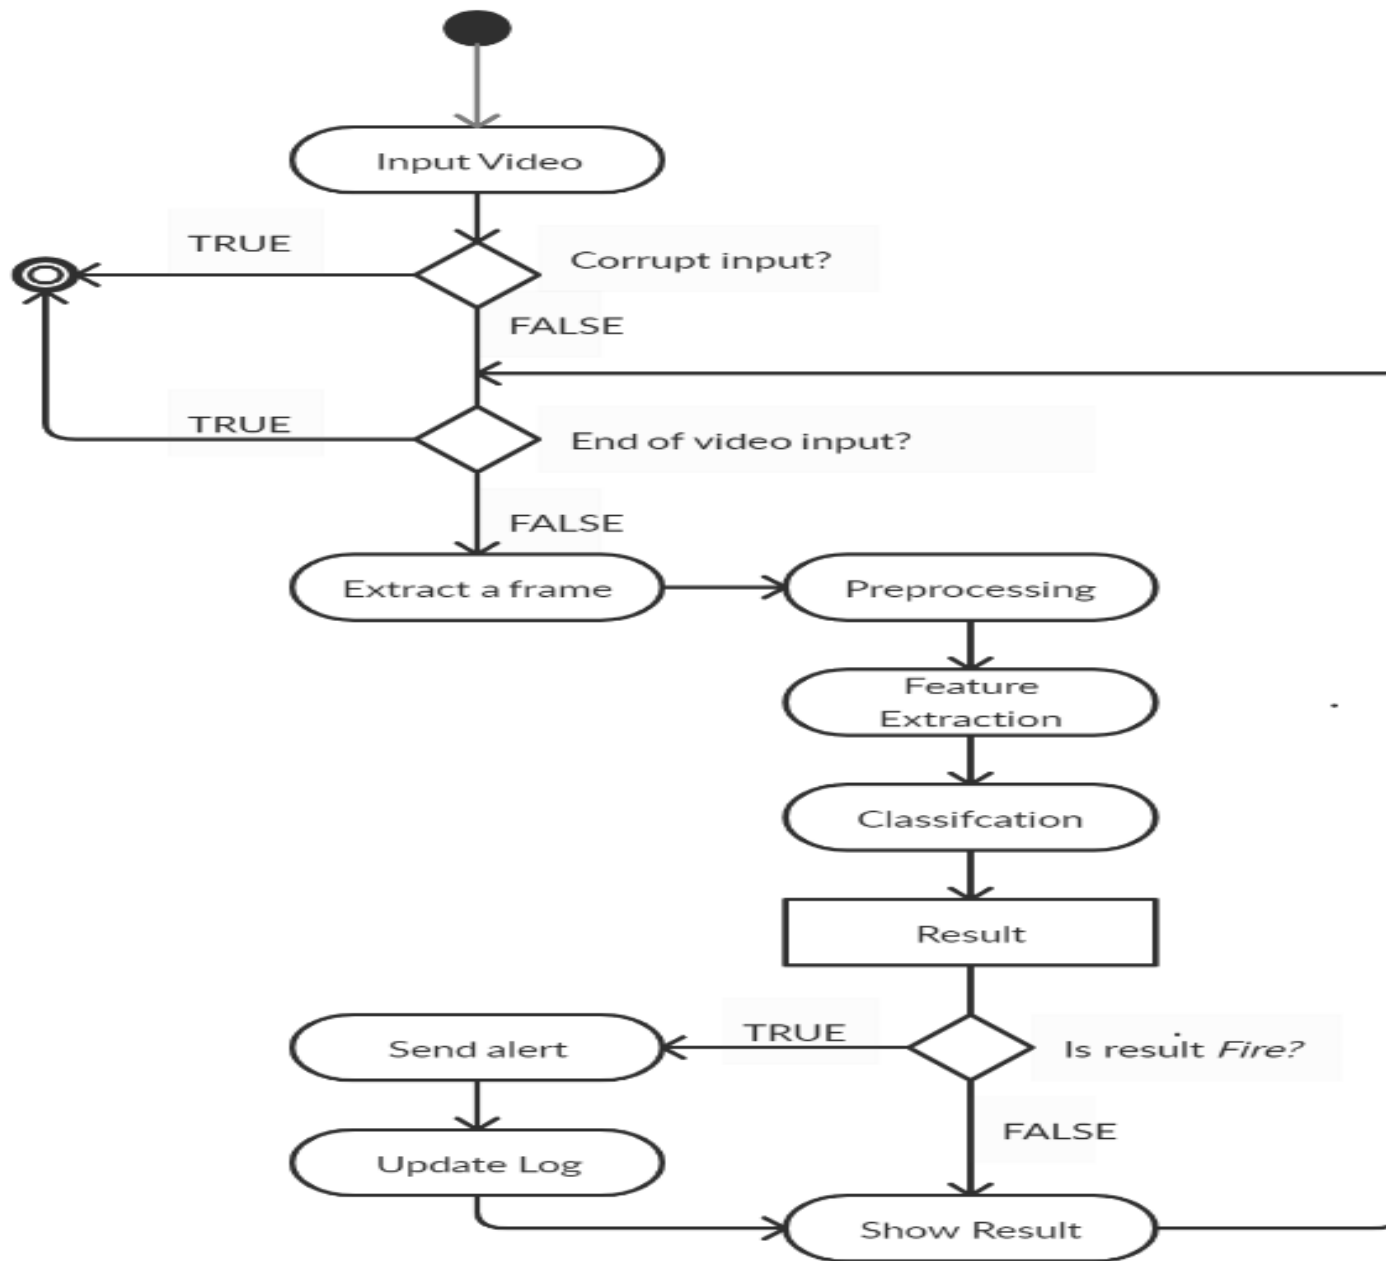 Input Video
TRUE
Corrupt input?
FALSE
TRUE
End of video input?
FALSE
Extract a frame
Preprocessing
Feature
Extraction
Classifcation
Result
TRUE
Is result Fire?
Send alert
FALSE
Update Log
Show Result